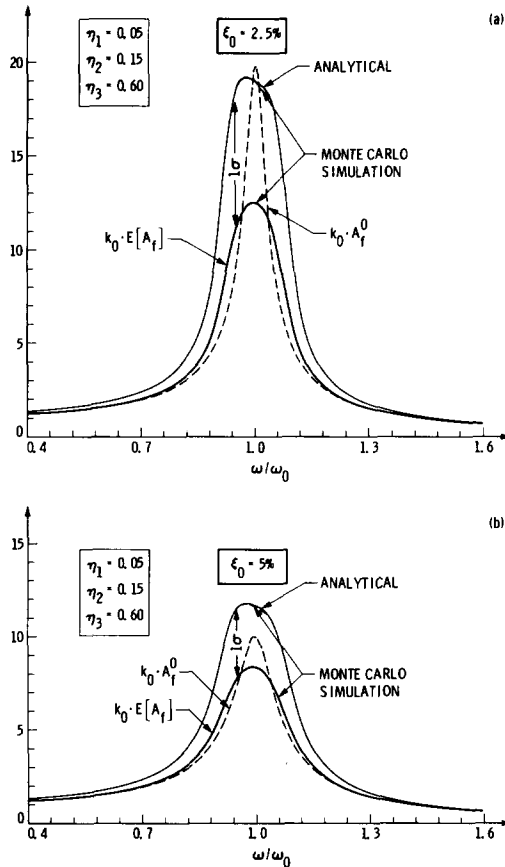 (a)
η1 = 0.05
η2 = 0.15
η3 = 0.60
ξ0 = 2.5%
ANALYTICAL
MONTE CARLO
SIMULATION
1σ
k0 · E[Af]
k0 · A⁰f
20
15
10
5
0
0.4
0.7
1.0
1.3
1.6
ω/ω0
(b)
η1 = 0.05
η2 = 0.15
η3 = 0.60
ξ0 = 5%
ANALYTICAL
MONTE CARLO
SIMULATION
1σ
k0 · A⁰f
k0 · E[Af]
15
10
5
0
0.4
0.7
1.0
1.3
1.6
ω/ω0